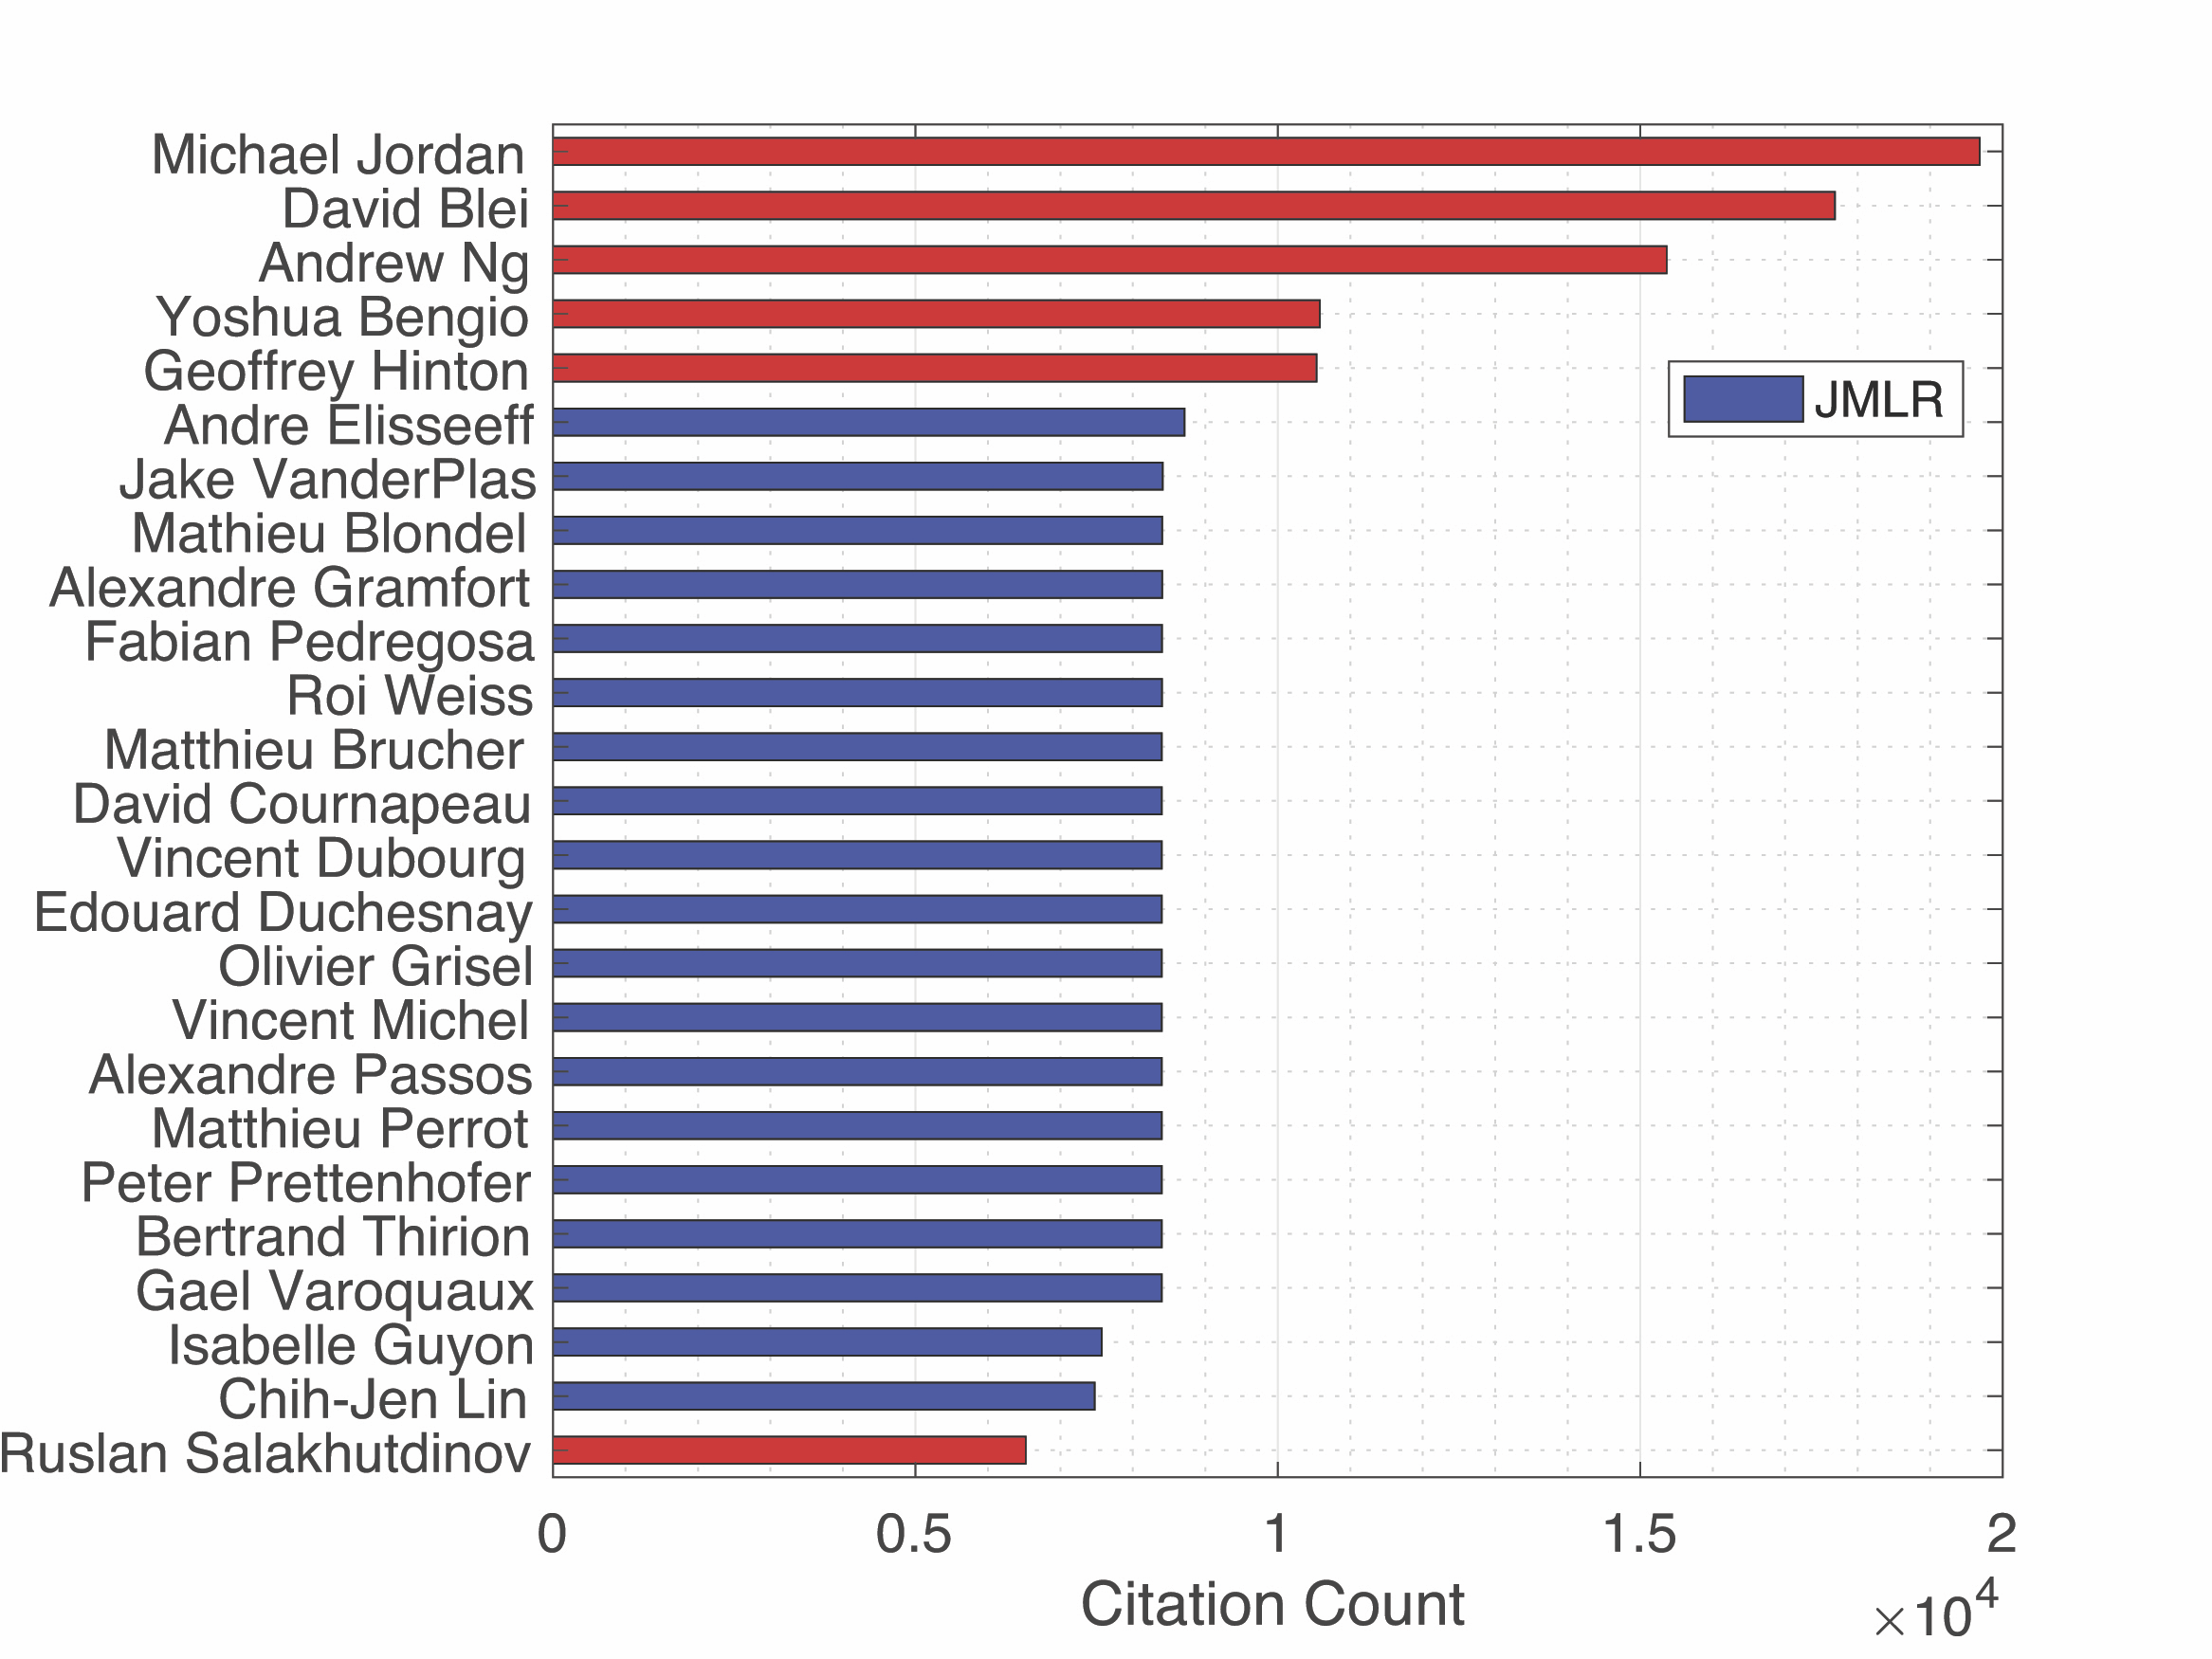 Michael Jordan
David Blei
Andrew Ng
Yoshua Bengio
Geoffrey Hinton
Andre Elisseeff
JMLR
Jake VanderPlas
Mathieu Blondel
Alexandre Gramfort
Fabian Pedregosa
Roi Weiss
Matthieu Brucher
David Cournapeau
Vincent Dubourg
Edouard Duchesnay
Olivier Grisel
Vincent Michel
Alexandre Passos
Matthieu Perrot
Peter Prettenhofer
Bertrand Thirion
Gael Varoquaux
Isabelle Guyon
Chih-Jen Lin
Ruslan Salakhutdinov
0 0.5 1 1.5 2
Citation Count
×10⁴